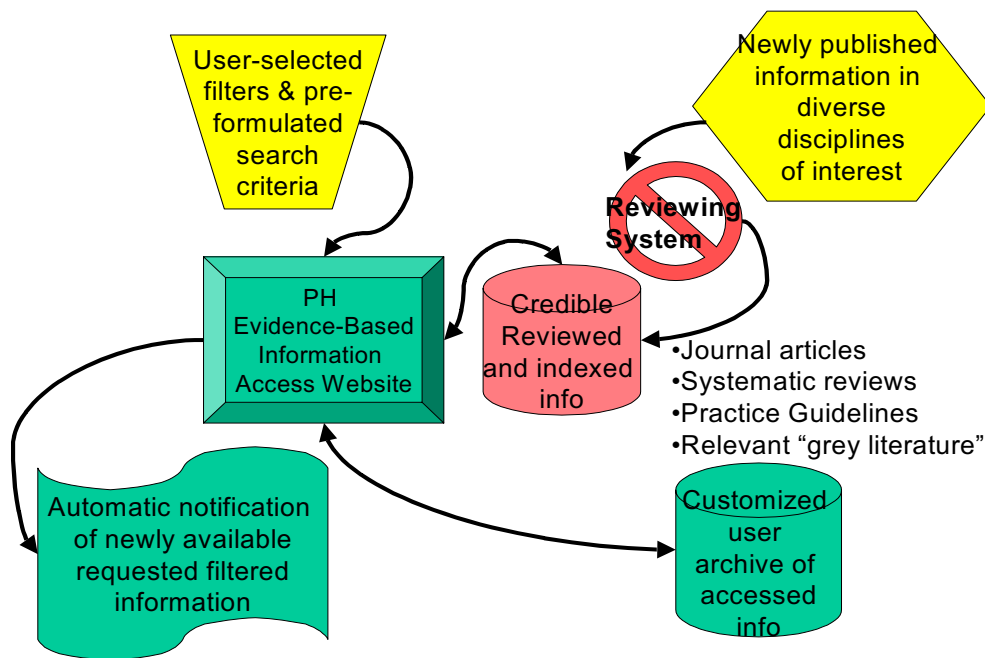 User-selected
filters & pre-
formulated
search
criteria
Newly published
information in
diverse
disciplines
of interest
Reviewing
System
PH
Evidence-Based
Information
Access Website
Credible
Reviewed
and indexed
info
•Journal articles
•Systematic reviews
•Practice Guidelines
•Relevant “grey literature”
Automatic notification
of newly available
requested filtered
information
Customized
user
archive of
accessed
info